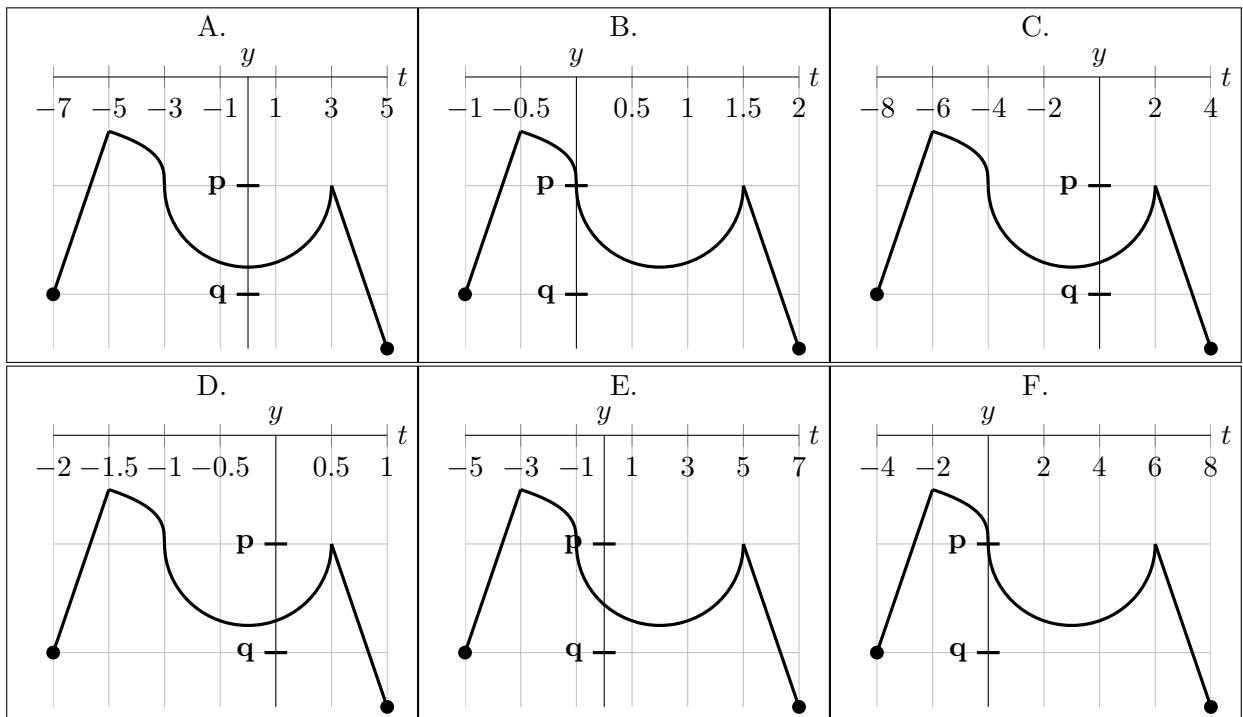 A.
y
t
−7 −5 −3 −1 1 3 5
p
q
B.
y
t
−1 −0.5 0.5 1 1.5 2
p
q
C.
y
t
−8 −6 −4 −2 2 4
p
q
D.
y
t
−2 −1.5 −1 −0.5 0.5 1
p
q
E.
y
t
−5 −3 −1 1 3 5 7
p
q
F.
y
t
−4 −2 2 4 6 8
p
q